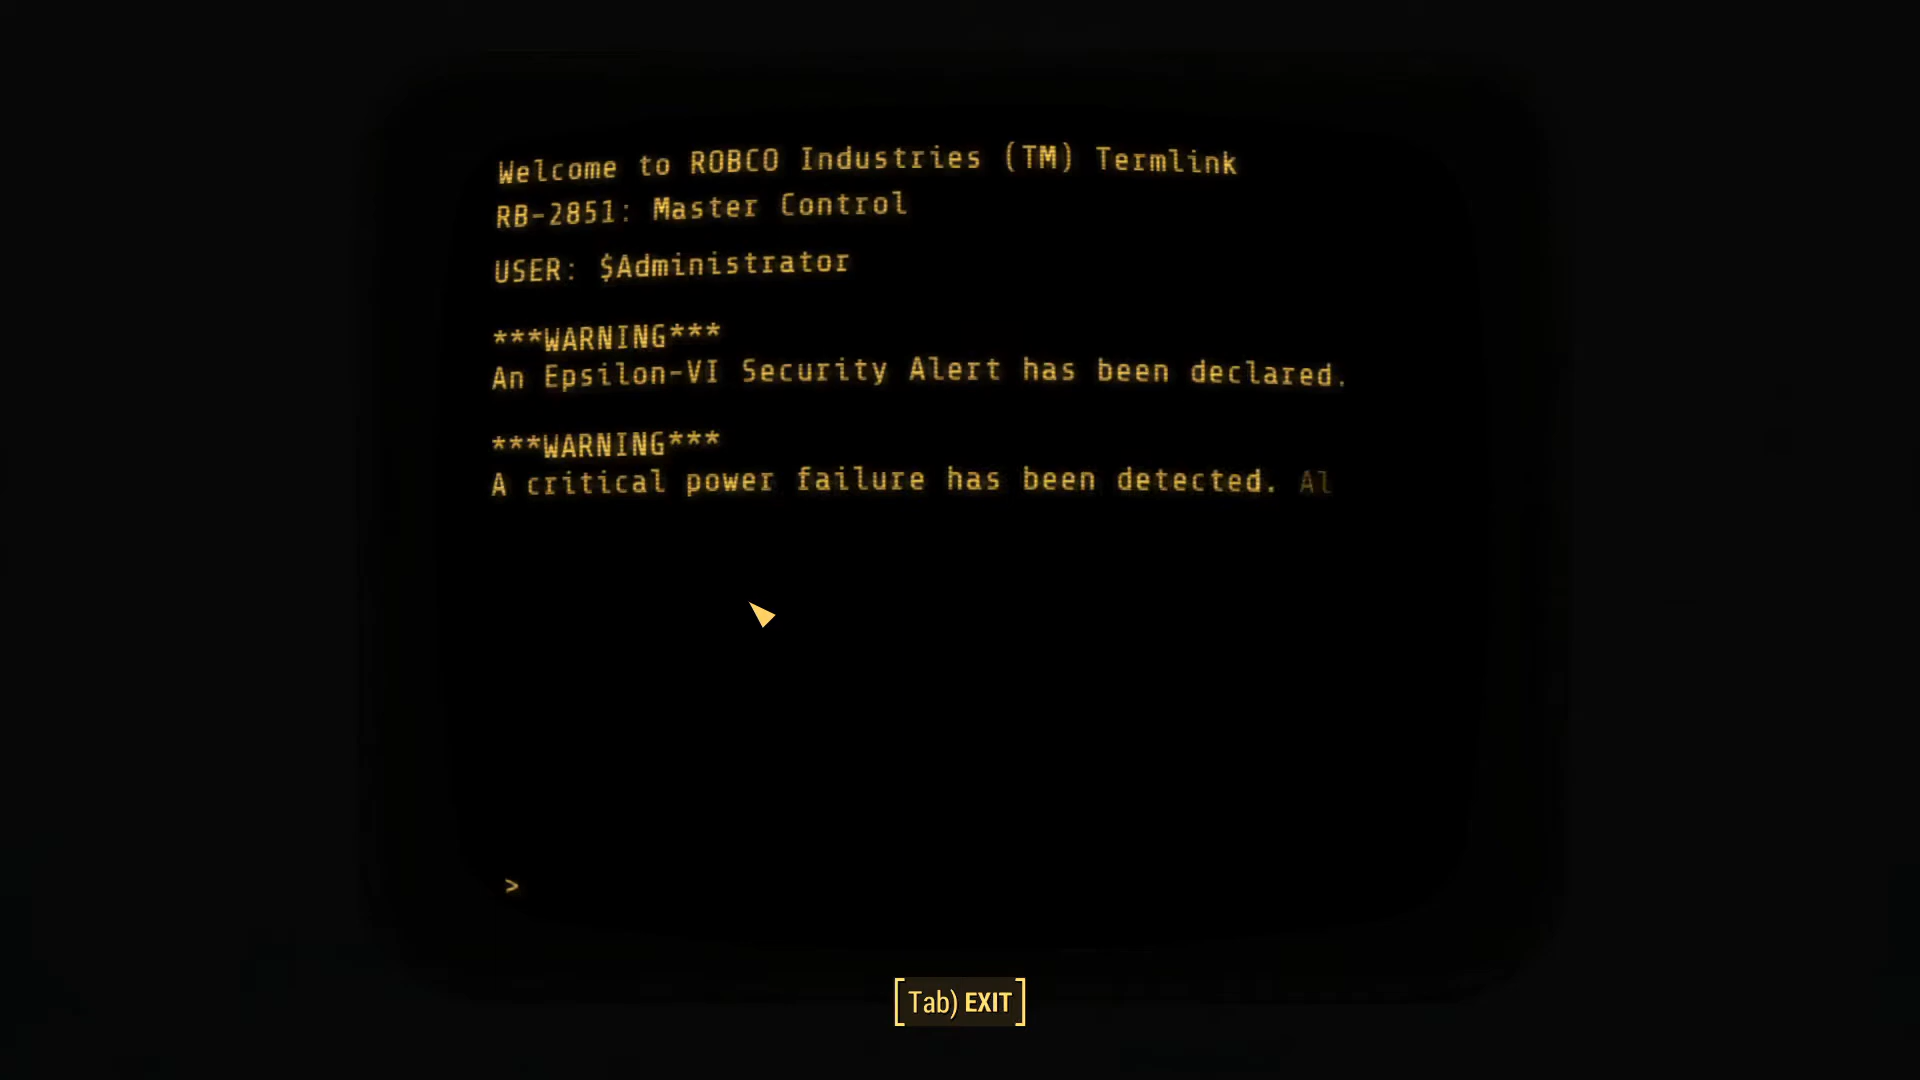 Welcome to ROBCO Industries (TM) Termlink
RB-2851: Master Control
USER: $Administrator
***WARNING***
An Epsilon-VI Security Alert has been declared.
***WARNING***
A critical power failure has been detected. Al
>
[Tab) EXIT]